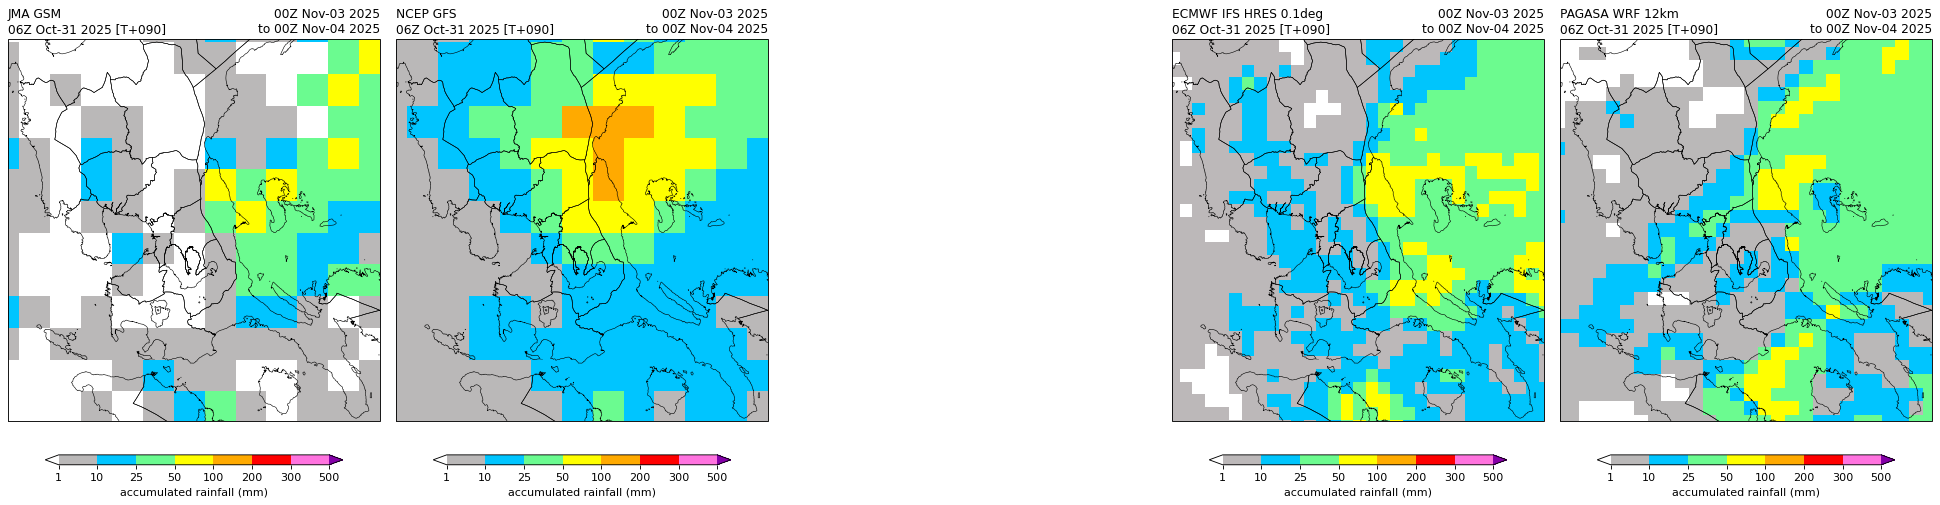 JMA GSM 00Z Nov-03 2025
06Z Oct-31 2025 [T+090] to 00Z Nov-04 2025
1 10 25 50 100 200 300 500
accumulated rainfall (mm)
NCEP GFS 00Z Nov-03 2025
06Z Oct-31 2025 [T+090] to 00Z Nov-04 2025
1 10 25 50 100 200 300 500
accumulated rainfall (mm)
ECMWF IFS HRES 0.1deg 00Z Nov-03 2025
06Z Oct-31 2025 [T+090] to 00Z Nov-04 2025
1 10 25 50 100 200 300 500
accumulated rainfall (mm)
PAGASA WRF 12km 00Z Nov-03 2025
06Z Oct-31 2025 [T+090] to 00Z Nov-04 2025
1 10 25 50 100 200 300 500
accumulated rainfall (mm)